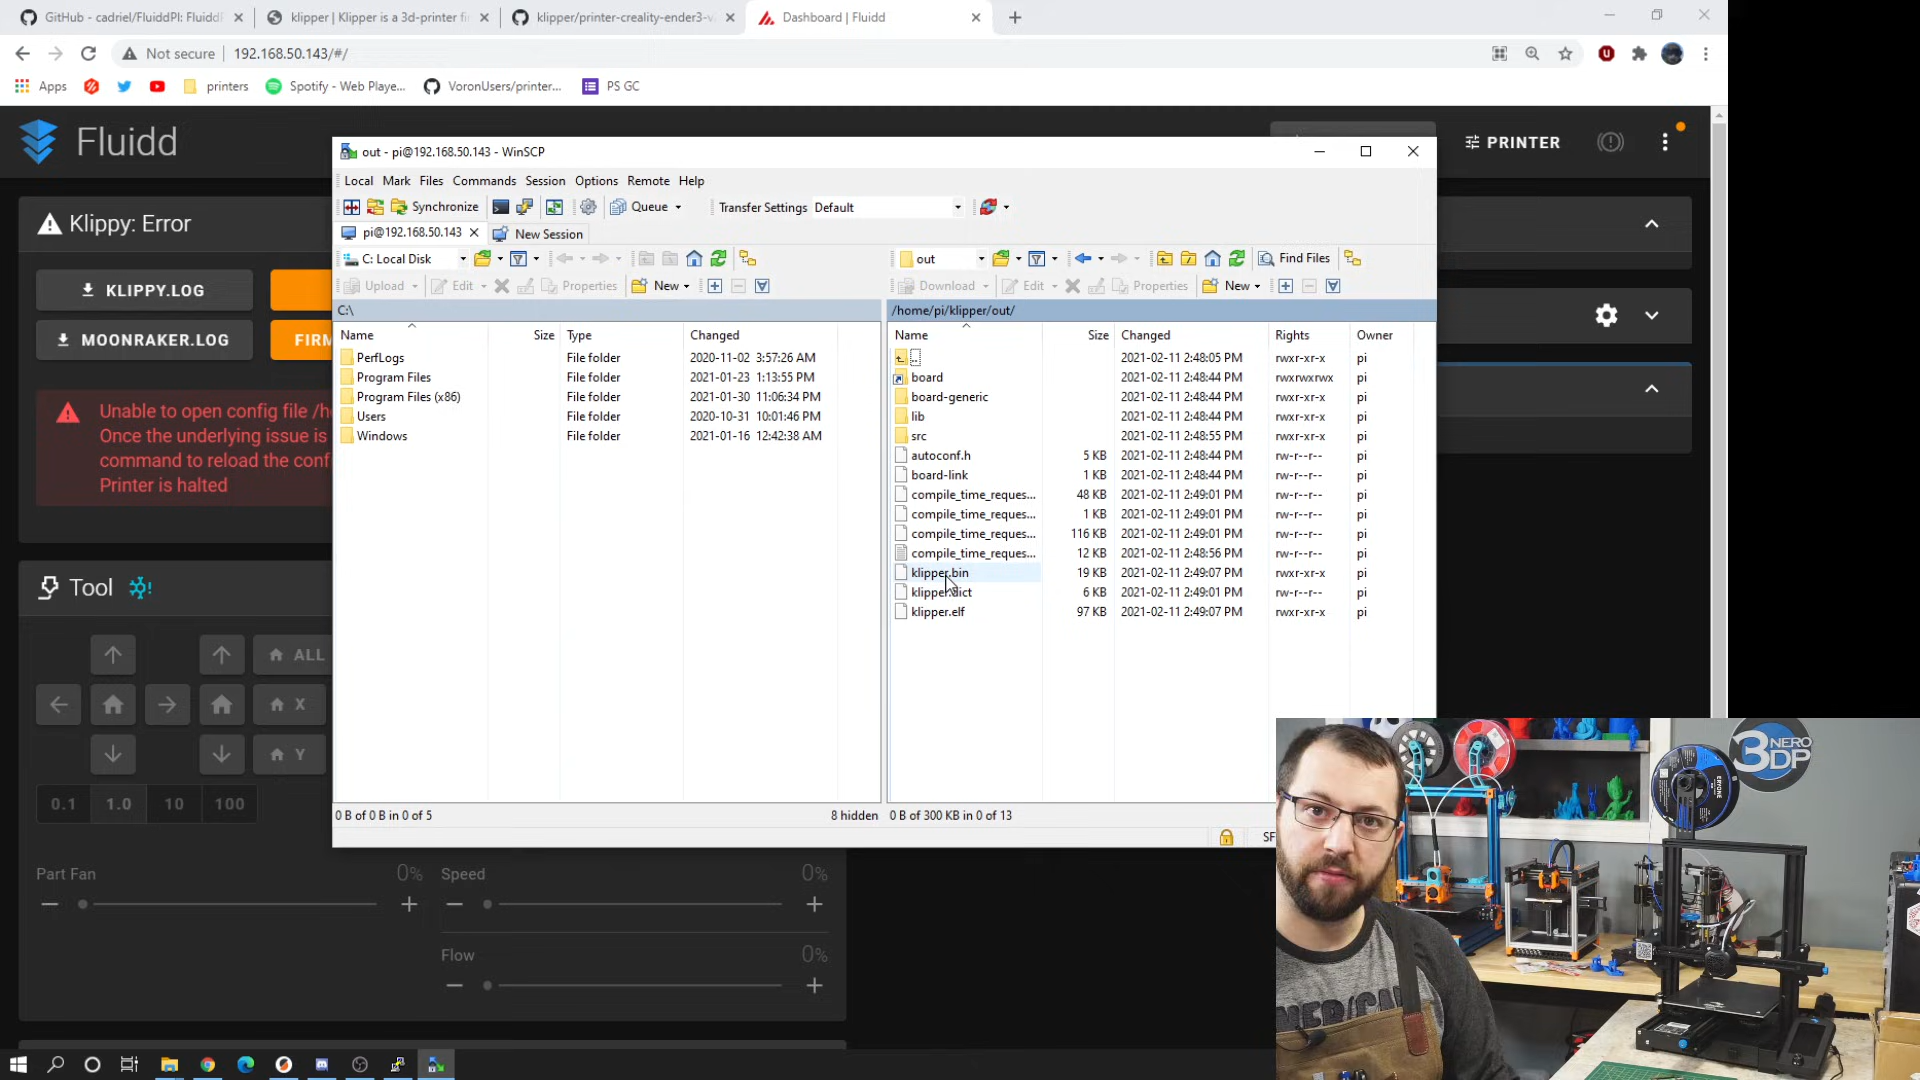 GitHub - cadriel/FluiddPI: Fluidd
klipper | Klipper is a 3d-printer fi
klipper/printer-creality-ender3-v
Dashboard | Fluidd
Not secure
192.168.50.143/#/
Apps
printers
Spotify - Web Playe...
VoronUsers/printer...
PS GC
Fluidd
PRINTER
out - pi@192.168.50.143 - WinSCP
Local Mark Files Commands Session Options Remote Help
Synchronize
Queue
Transfer Settings Default
pi@192.168.50.143
New Session
C: Local Disk
out
Find Files
Upload
Edit
Properties
New
Download
Edit
Properties
New
C:\
/home/pi/klipper/out/
Name Size Type Changed
PerfLogs File folder 2020-11-02 3:57:26 AM
Program Files File folder 2021-01-23 1:13:55 PM
Program Files (x86) File folder 2021-01-30 11:06:34 PM
Users File folder 2020-10-31 10:01:46 PM
Windows File folder 2021-01-16 12:42:38 AM
Name Size Changed Rights Owner
.. 2021-02-11 2:48:05 PM rwxr-xr-x pi
board 2021-02-11 2:48:44 PM rwxrwxrwx pi
board-generic 2021-02-11 2:48:44 PM rwxr-xr-x pi
lib 2021-02-11 2:48:44 PM rwxr-xr-x pi
src 2021-02-11 2:48:55 PM rwxr-xr-x pi
autoconf.h 5 KB 2021-02-11 2:48:44 PM rw-r--r-- pi
board-link 1 KB 2021-02-11 2:48:44 PM rw-r--r-- pi
compile_time_reques... 48 KB 2021-02-11 2:49:01 PM rw-r--r-- pi
compile_time_reques... 1 KB 2021-02-11 2:49:01 PM rw-r--r-- pi
compile_time_reques... 116 KB 2021-02-11 2:49:01 PM rw-r--r-- pi
compile_time_reques... 12 KB 2021-02-11 2:48:56 PM rw-r--r-- pi
klipper.bin 19 KB 2021-02-11 2:49:07 PM rwxr-xr-x pi
klipper.dict 6 KB 2021-02-11 2:49:01 PM rw-r--r-- pi
klipper.elf 97 KB 2021-02-11 2:49:07 PM rwxr-xr-x pi
0 B of 0 B in 0 of 5
8 hidden
0 B of 300 KB in 0 of 13
SF
Klippy: Error
KLIPPY.LOG
MOONRAKER.LOG
FIRM
Unable to open config file /h
Once the underlying issue is
command to reload the conf
Printer is halted
Tool
ALL
X
Y
0.1 1.0 10 100
Part Fan 0%
Speed 0%
Flow 0%
3
NERO
3DP
ERYONE